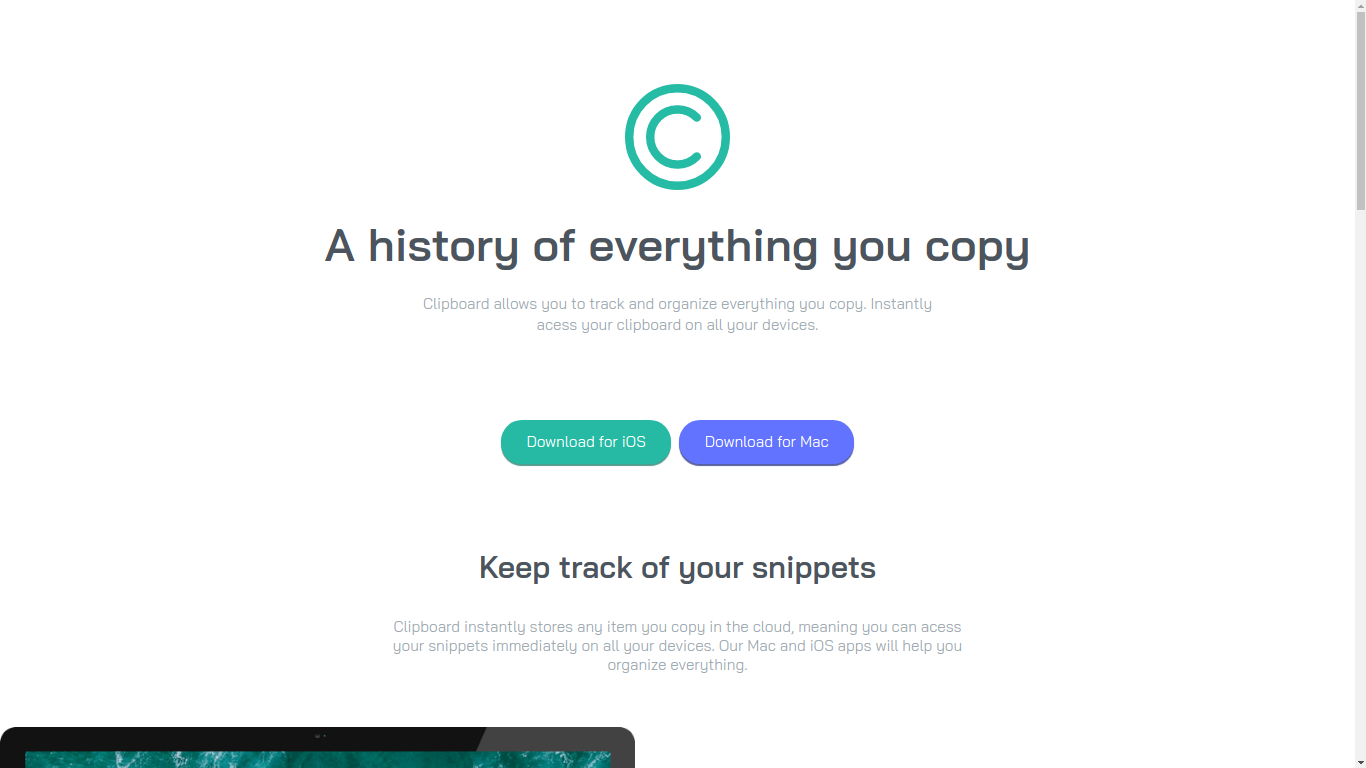 A history of everything you copy
Clipboard allows you to track and organize everything you copy. Instantly
acess your clipboard on all your devices.
Download for iOS
Download for Mac
Keep track of your snippets
Clipboard instantly stores any item you copy in the cloud, meaning you can acess
your snippets immediately on all your devices. Our Mac and iOS apps will help you
organize everything.